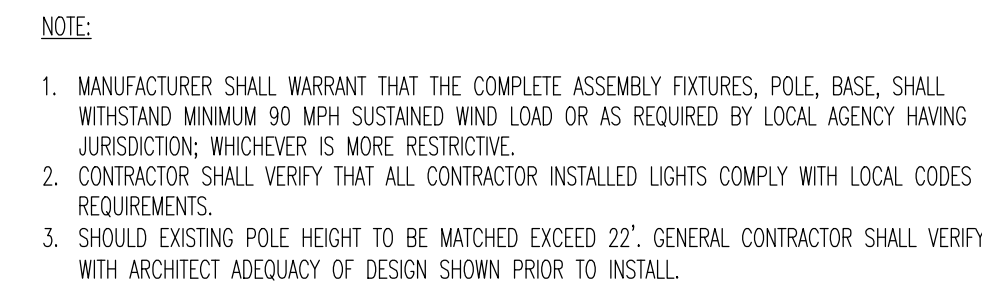 NOTE:
1. MANUFACTURER SHALL WARRANT THAT THE COMPLETE ASSEMBLY FIXTURES, POLE, BASE, SHALL
WITHSTAND MINIMUM 90 MPH SUSTAINED WIND LOAD OR AS REQUIRED BY LOCAL AGENCY HAVING
JURISDICTION; WHICHEVER IS MORE RESTRICTIVE.
2. CONTRACTOR SHALL VERIFY THAT ALL CONTRACTOR INSTALLED LIGHTS COMPLY WITH LOCAL CODES
REQUIREMENTS.
3. SHOULD EXISTING POLE HEIGHT TO BE MATCHED EXCEED 22'. GENERAL CONTRACTOR SHALL VERIFY
WITH ARCHITECT ADEQUACY OF DESIGN SHOWN PRIOR TO INSTALL.